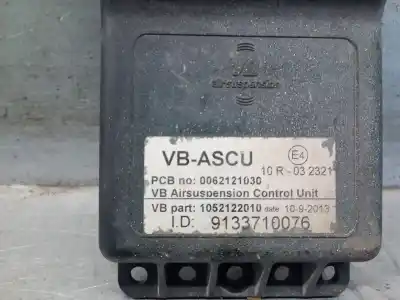 VB
airsuspension
VB-ASCU
E4
10 R - 03 2321
PCB no: 0062121030
VB Airsuspension Control Unit
VB part: 1052122010 date 10-9-2013
I.D: 9133710076